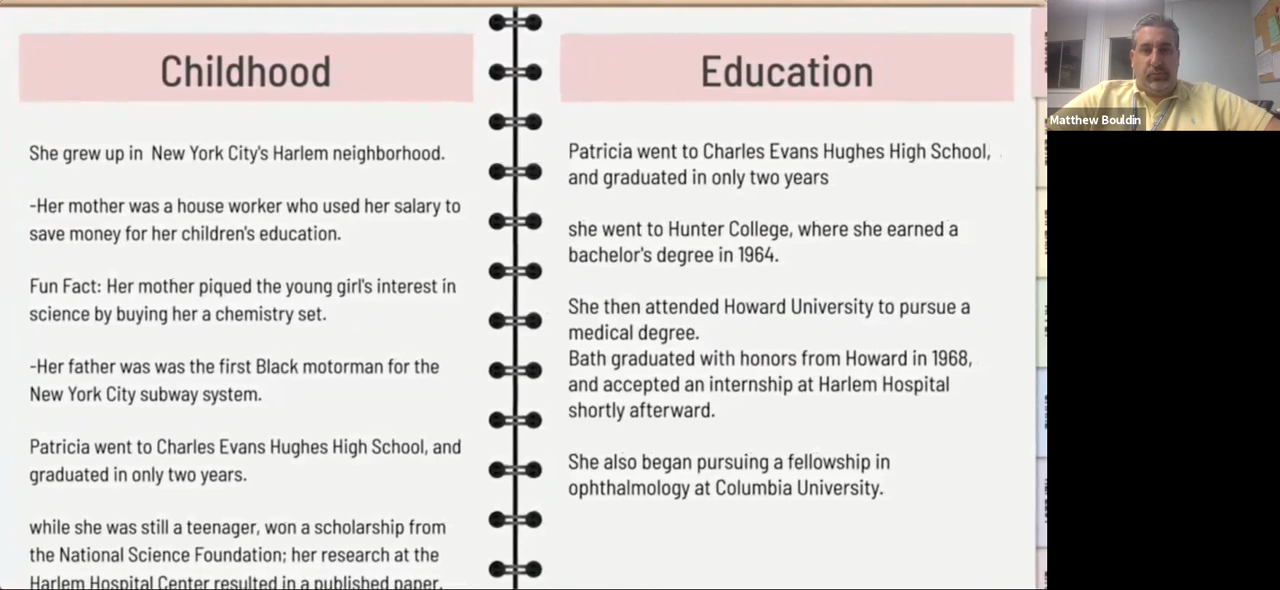 Childhood
She grew up in New York City's Harlem neighborhood.
-Her mother was a house worker who used her salary to
save money for her children's education.
Fun Fact: Her mother piqued the young girl's interest in
science by buying her a chemistry set.
-Her father was was the first Black motorman for the
New York City subway system.
Patricia went to Charles Evans Hughes High School, and
graduated in only two years.
while she was still a teenager, won a scholarship from
the National Science Foundation; her research at the
Harlem Hospital Center resulted in a published paper.
Education
Patricia went to Charles Evans Hughes High School,
and graduated in only two years
she went to Hunter College, where she earned a
bachelor's degree in 1964.
She then attended Howard University to pursue a
medical degree.
Bath graduated with honors from Howard in 1968,
and accepted an internship at Harlem Hospital
shortly afterward.
She also began pursuing a fellowship in
ophthalmology at Columbia University.
Matthew Bouldin